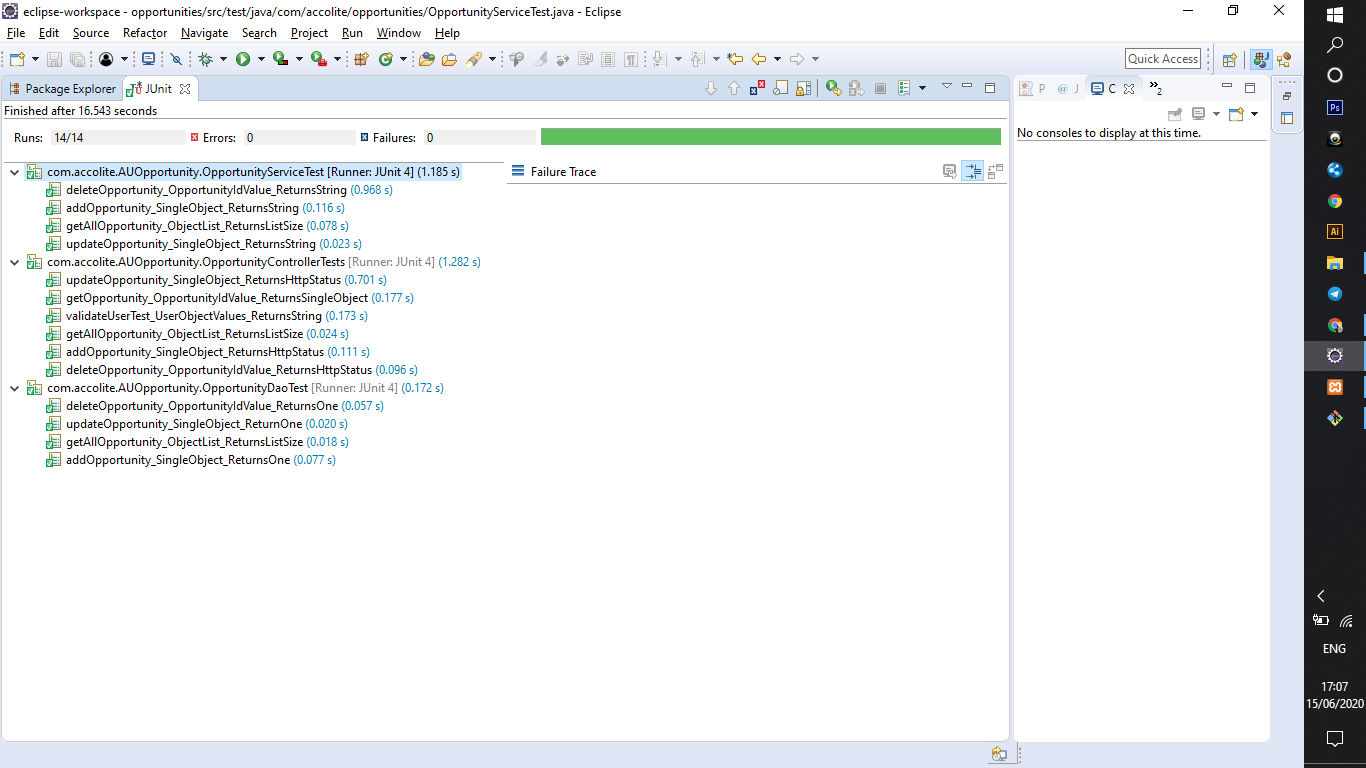 eclipse-workspace - opportunities/src/test/java/com/accolite/opportunities/OpportunityServiceTest.java - Eclipse
File Edit Source Refactor Navigate Search Project Run Window Help
Quick Access
Package Explorer JUnit
P @ J C »2
Finished after 16.543 seconds
Runs: 14/14 Errors: 0 Failures: 0
No consoles to display at this time.
com.accolite.AUOpportunity.OpportunityServiceTest [Runner: JUnit 4] (1.185 s)
Failure Trace
deleteOpportunity_OpportunityIdValue_ReturnsString (0.968 s)
addOpportunity_SingleObject_ReturnsString (0.116 s)
getAllOpportunity_ObjectList_ReturnsListSize (0.078 s)
updateOpportunity_SingleObject_ReturnsString (0.023 s)
com.accolite.AUOpportunity.OpportunityControllerTests [Runner: JUnit 4] (1.282 s)
updateOpportunity_SingleObject_ReturnsHttpStatus (0.701 s)
getOpportunity_OpportunityIdValue_ReturnsSingleObject (0.177 s)
validateUserTest_UserObjectValues_ReturnsString (0.173 s)
getAllOpportunity_ObjectList_ReturnsListSize (0.024 s)
addOpportunity_SingleObject_ReturnsHttpStatus (0.111 s)
deleteOpportunity_OpportunityIdValue_ReturnsHttpStatus (0.096 s)
com.accolite.AUOpportunity.OpportunityDaoTest [Runner: JUnit 4] (0.172 s)
deleteOpportunity_OpportunityIdValue_ReturnsOne (0.057 s)
updateOpportunity_SingleObject_ReturnOne (0.020 s)
getAllOpportunity_ObjectList_ReturnsListSize (0.018 s)
addOpportunity_SingleObject_ReturnsOne (0.077 s)
Ps
Ai
ENG
17:07
15/06/2020